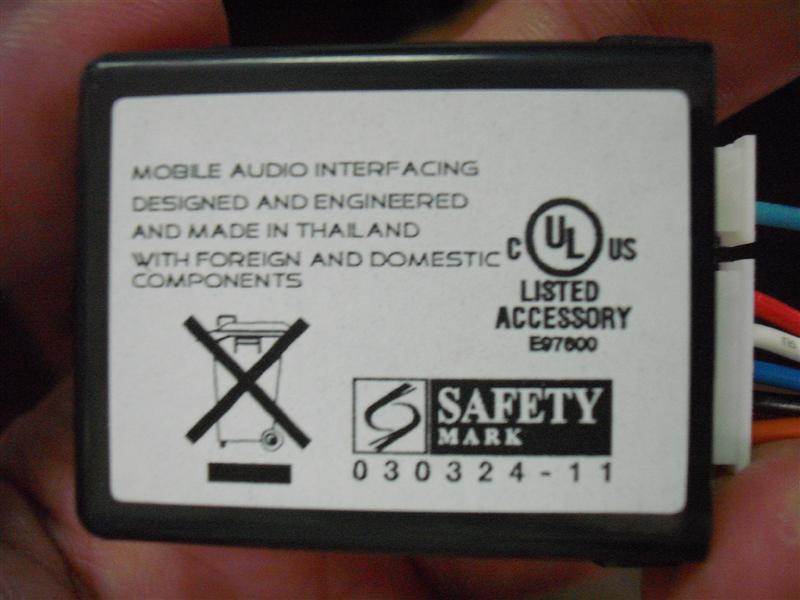 MOBILE AUDIO INTERFACING
DESIGNED AND ENGINEERED
AND MADE IN THAILAND
WITH FOREIGN AND DOMESTIC
COMPONENTS
C UL US
LISTED
ACCESSORY
E97600
SAFETY
MARK
030324-11